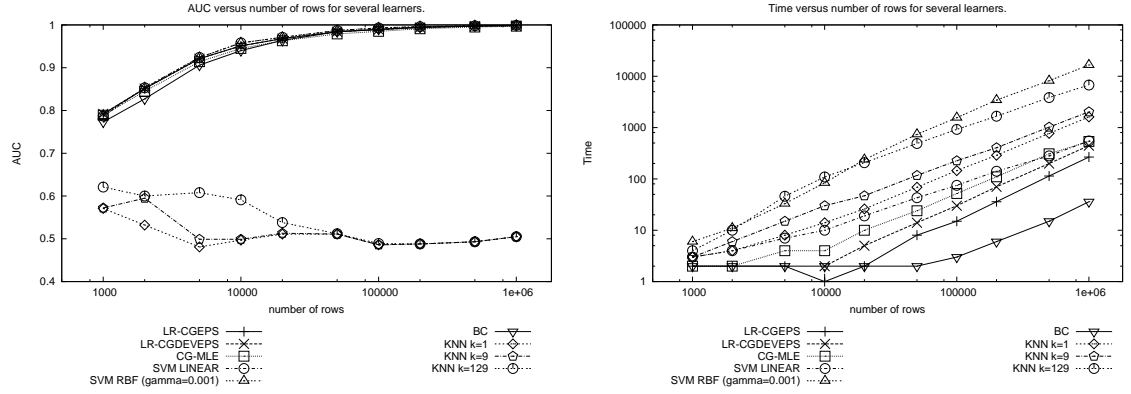 AUC versus number of rows for several learners.
1
0.9
0.8
0.7
0.6
0.5
0.4
AUC
1000
10000
100000
1e+06
number of rows
LR-CGEPS
LR-CGDEVEPS
CG-MLE
SVM LINEAR
SVM RBF (gamma=0.001)
BC
KNN k=1
KNN k=9
KNN k=129
Time versus number of rows for several learners.
100000
10000
1000
100
10
1
Time
1000
10000
100000
1e+06
number of rows
LR-CGEPS
LR-CGDEVEPS
CG-MLE
SVM LINEAR
SVM RBF (gamma=0.001)
BC
KNN k=1
KNN k=9
KNN k=129